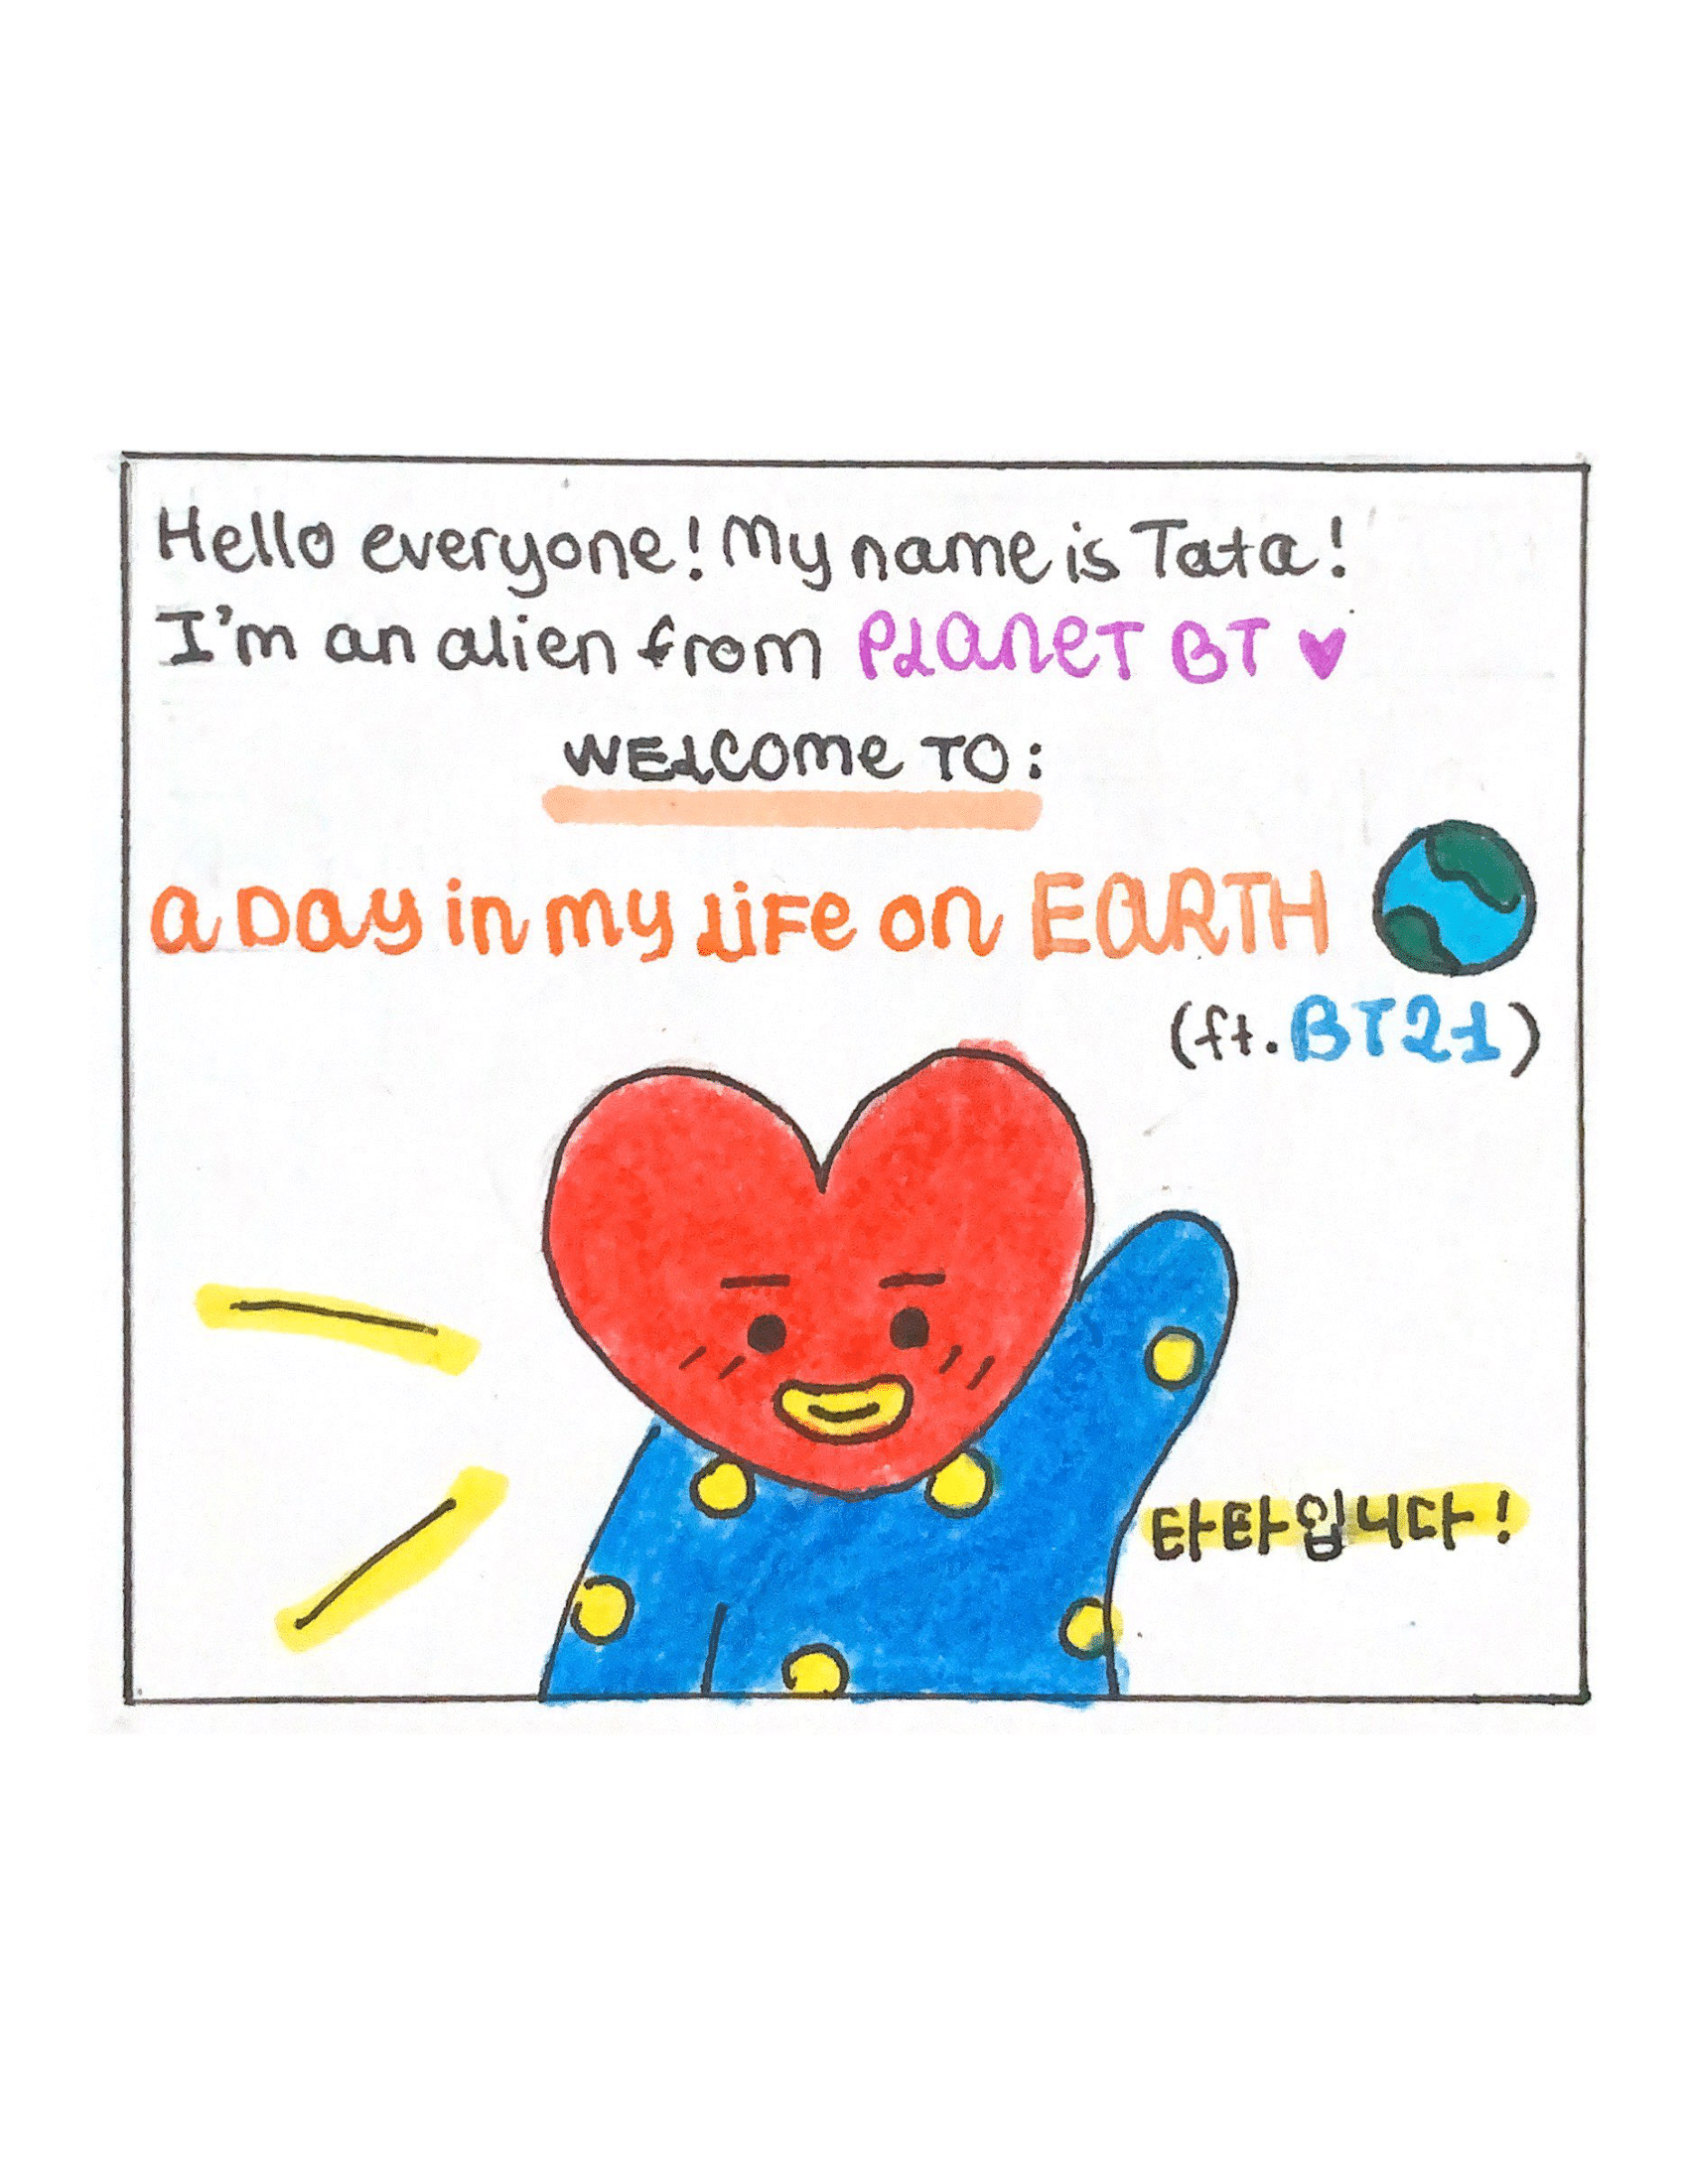 Hello everyone! My name is Tata!
I'm an alien from PLANET BT ♥
WELCOME TO:
A DAY in my LiFe on EARTH
(ft. BT21)
타타입니다!